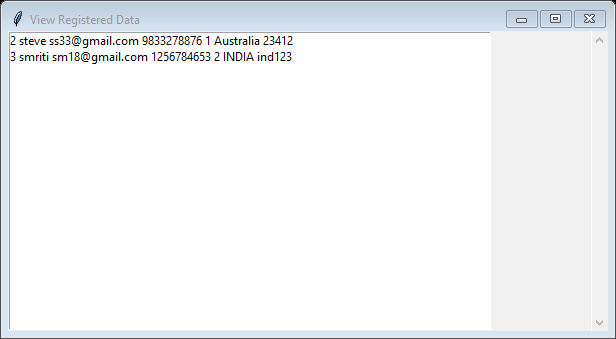 View Registered Data
2 steve ss33@gmail.com 9833278876 1 Australia 23412
3 smriti sm18@gmail.com 1256784653 2 INDIA ind123